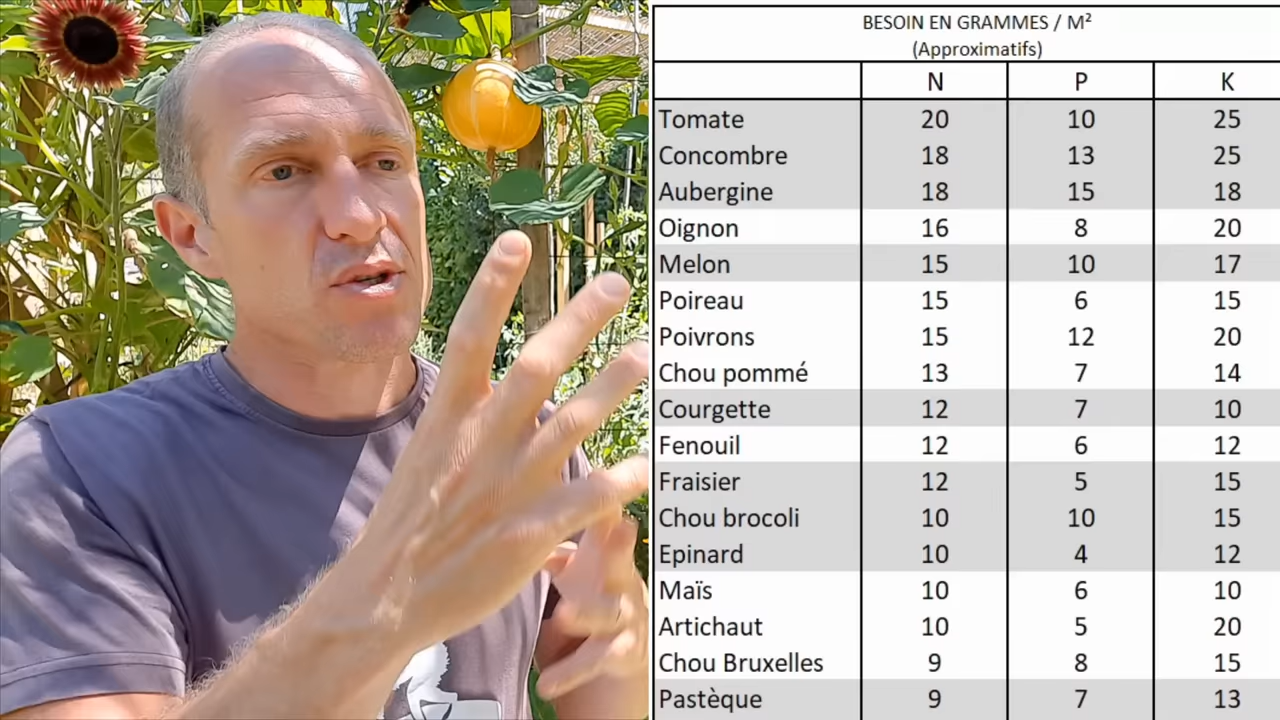 BESOIN EN GRAMMES / M²
(Approximatifs)
N P K
Tomate 20 10 25
Concombre 18 13 25
Aubergine 18 15 18
Oignon 16 8 20
Melon 15 10 17
Poireau 15 6 15
Poivrons 15 12 20
Chou pommé 13 7 14
Courgette 12 7 10
Fenouil 12 6 12
Fraisier 12 5 15
Chou brocoli 10 10 15
Epinard 10 4 12
Maïs 10 6 10
Artichaut 10 5 20
Chou Bruxelles 9 8 15
Pastèque 9 7 13